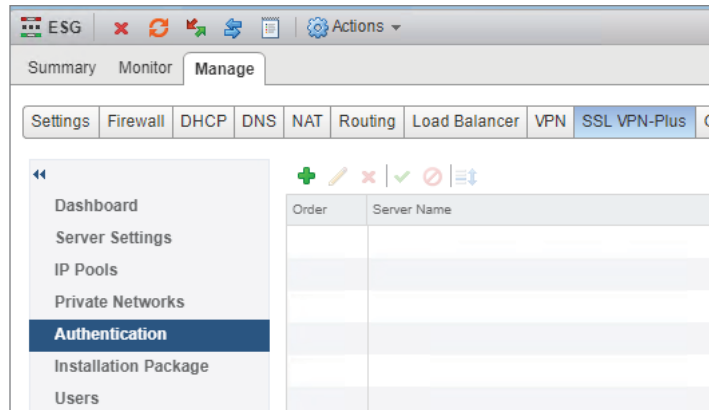 ESG Actions
Summary Monitor Manage
Settings Firewall DHCP DNS NAT Routing Load Balancer VPN SSL VPN-Plus
Order Server Name
Dashboard
Server Settings
IP Pools
Private Networks
Authentication
Installation Package
Users